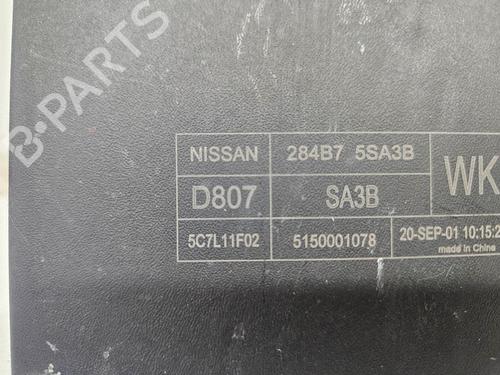 B-PARTS
NISSAN 284B7 5SA3B
WK
D807 SA3B
5C7L11F02 5150001078 20-SEP-01 10:15:2
made in China